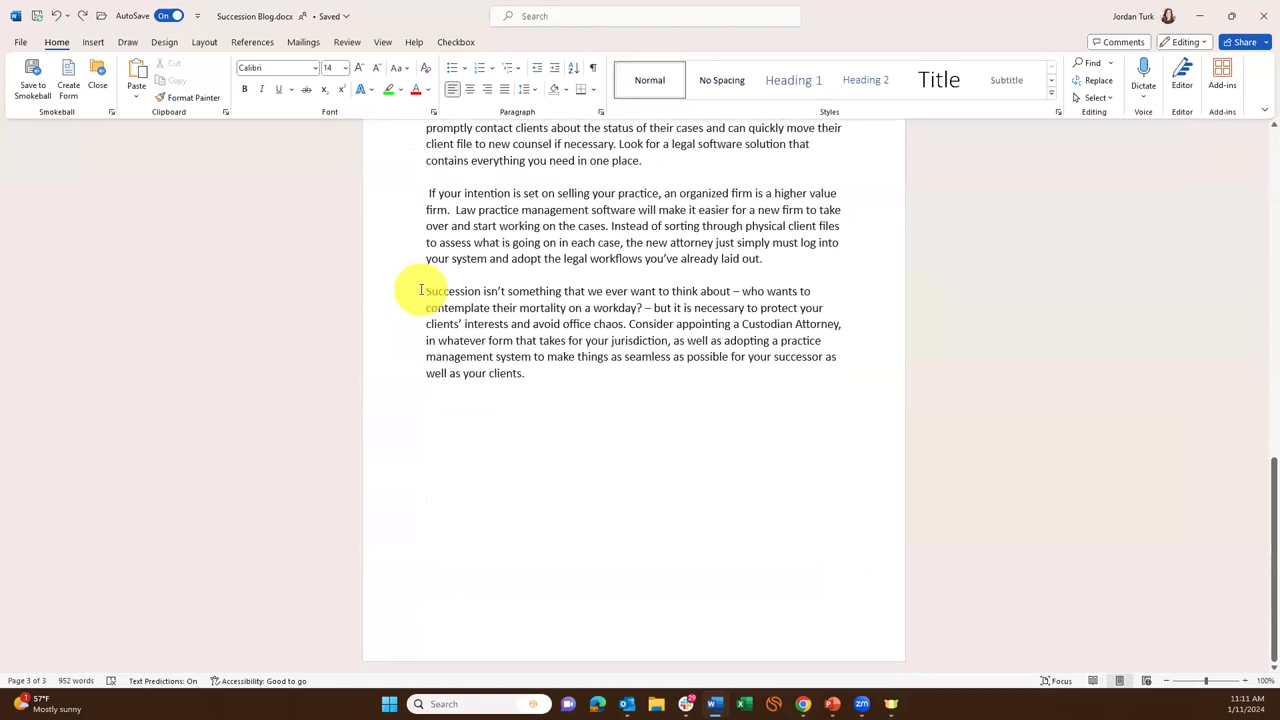 AutoSave On Succession Blog.docx • Saved Search Jordan Turk
File Home Insert Draw Design Layout References Mailings Review View Help Checkbox Comments Editing Share
Save to Smokeball Create Form Close Paste Cut Copy Format Painter Calibri 14 Normal No Spacing Heading 1 Heading 2 Title Subtitle Find Replace Select Dictate Editor Add-ins
Smokeball Clipboard Font Paragraph Styles Editing Voice Editor Add-ins
promptly contact clients about the status of their cases and can quickly move their
client file to new counsel if necessary. Look for a legal software solution that
contains everything you need in one place.
If your intention is set on selling your practice, an organized firm is a higher value
firm. Law practice management software will make it easier for a new firm to take
over and start working on the cases. Instead of sorting through physical client files
to assess what is going on in each case, the new attorney just simply must log into
your system and adopt the legal workflows you've already laid out.
Succession isn't something that we ever want to think about – who wants to
contemplate their mortality on a workday? – but it is necessary to protect your
clients' interests and avoid office chaos. Consider appointing a Custodian Attorney,
in whatever form that takes for your jurisdiction, as well as adopting a practice
management system to make things as seamless as possible for your successor as
well as your clients.
Page 3 of 3 952 words Text Predictions: On Accessibility: Good to go Focus 100%
57°F Mostly sunny Search 11:11 AM 1/11/2024